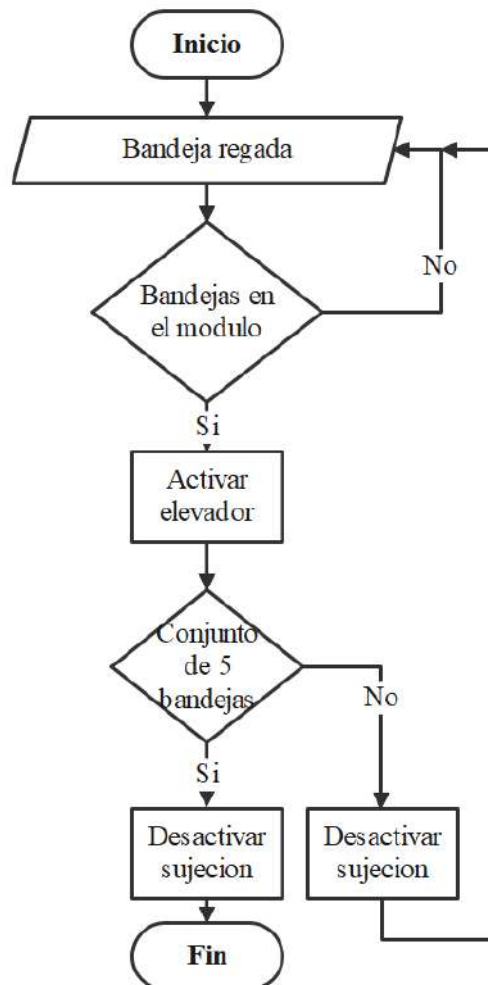 Inicio
Bandeja regada
Bandejas en
el modulo
No
Si
Activar
elevador
Conjunto
de 5
bandejas
No
Si
Desactivar
sujecion
Desactivar
sujecion
Fin